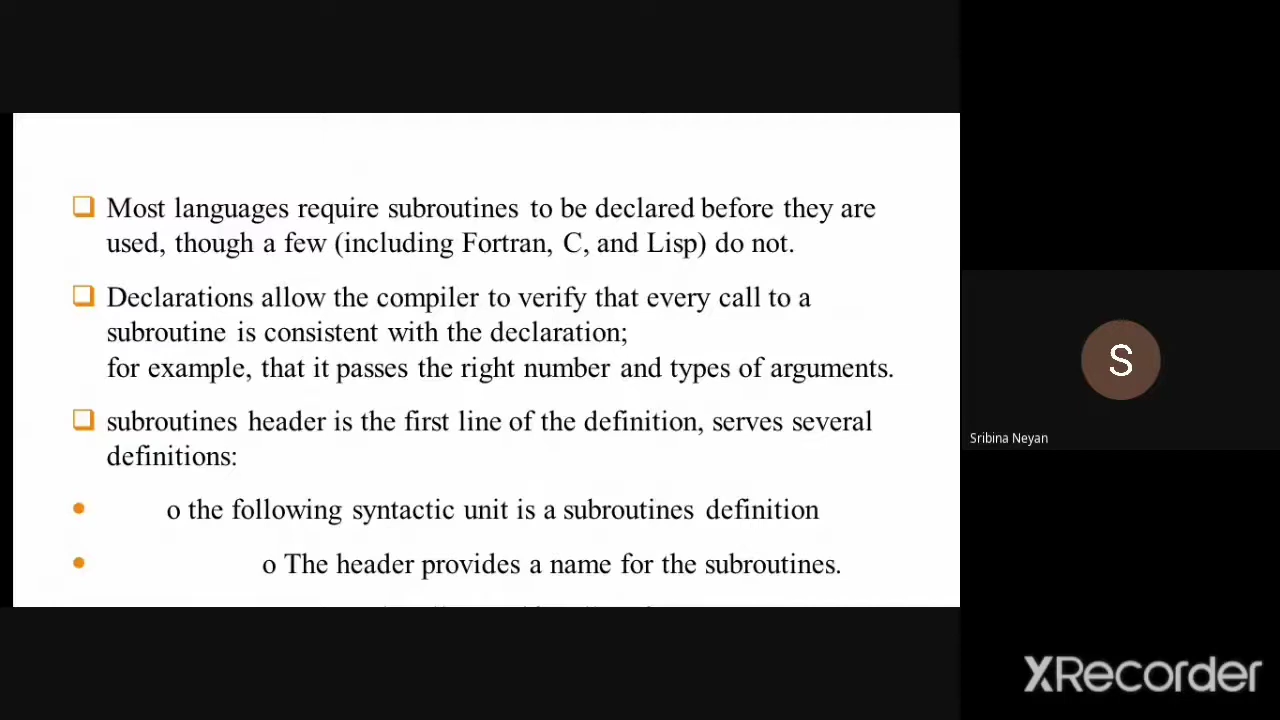 Most languages require subroutines to be declared before they are
used, though a few (including Fortran, C, and Lisp) do not.
Declarations allow the compiler to verify that every call to a
subroutine is consistent with the declaration;
for example, that it passes the right number and types of arguments.
subroutines header is the first line of the definition, serves several
definitions:
o the following syntactic unit is a subroutines definition
o The header provides a name for the subroutines.
S
Sribina Neyan
XRecorder